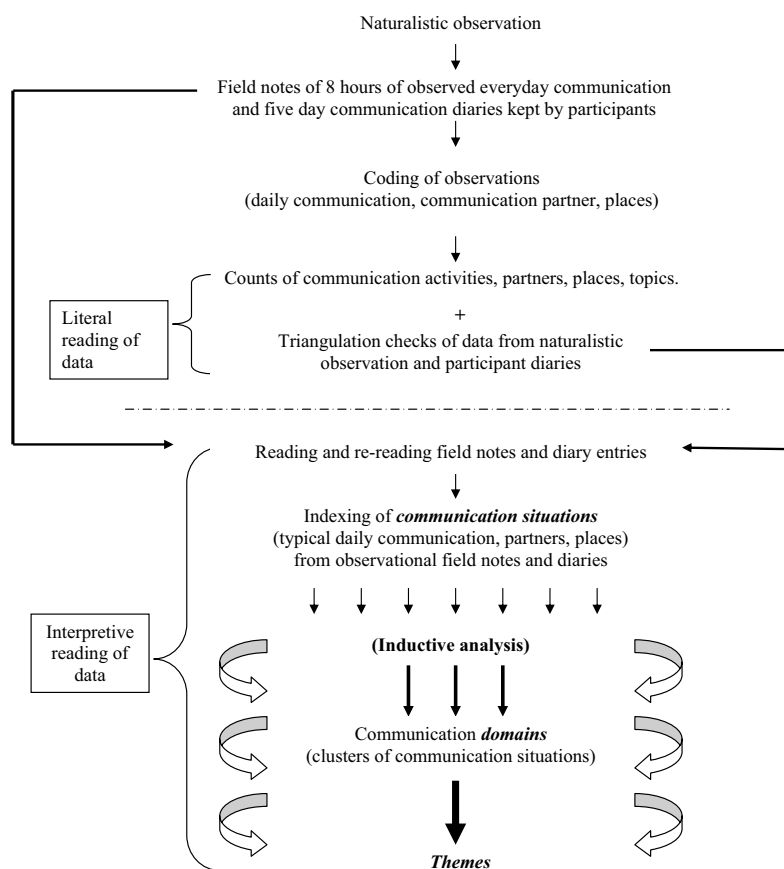 Naturalistic observation
Field notes of 8 hours of observed everyday communication
and five day communication diaries kept by participants
Coding of observations
(daily communication, communication partner, places)
Counts of communication activities, partners, places, topics.
+
Literal
reading of
data
Triangulation checks of data from naturalistic
observation and participant diaries
Reading and re-reading field notes and diary entries
Indexing of communication situations
(typical daily communication, partners, places)
from observational field notes and diaries
Interpretive
reading of
data
(Inductive analysis)
Communication domains
(clusters of communication situations)
Themes